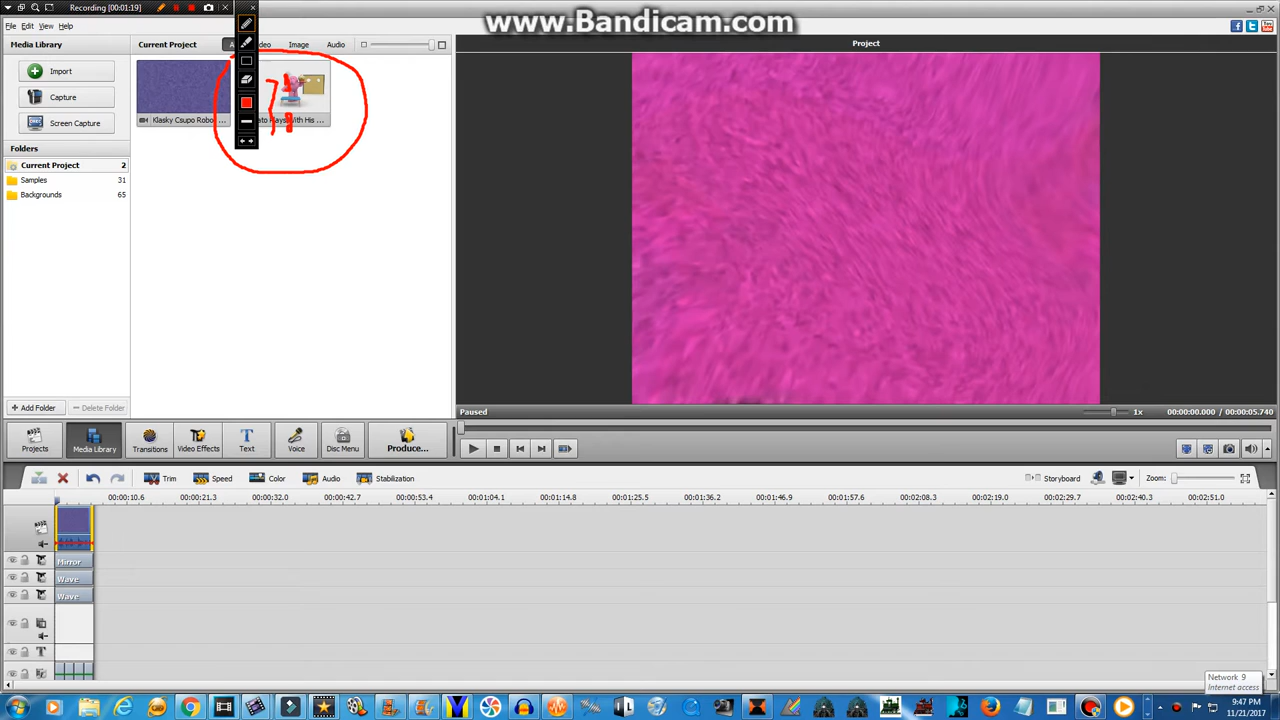 Recording [00:01:19]
www.Bandicam.com
File Edit View Help
Media Library
Current Project
Image Audio
Project
Import
Capture
Screen Capture
Klasky Csupo Robo...
Folders
Current Project 2
Samples 31
Backgrounds 65
Add Folder Delete Folder
Paused
1x
00:00:00.000 / 00:00:05.740
Projects
Media Library
Transitions
Video Effects
Text
Voice
Disc Menu
Produce...
Trim
Speed
Color
Audio
Stabilization
Storyboard
Zoom:
00:00:10.6 00:00:21.3 00:00:32.0 00:00:42.7 00:00:53.4 00:01:04.1 00:01:14.8 00:01:25.5 00:01:36.2 00:01:46.9 00:01:57.6 00:02:08.3 00:02:19.0 00:02:29.7 00:02:40.3 00:02:51.0
Mirror
Wave
Wave
T
Network 9
Internet access
9:47 PM
11/21/2017